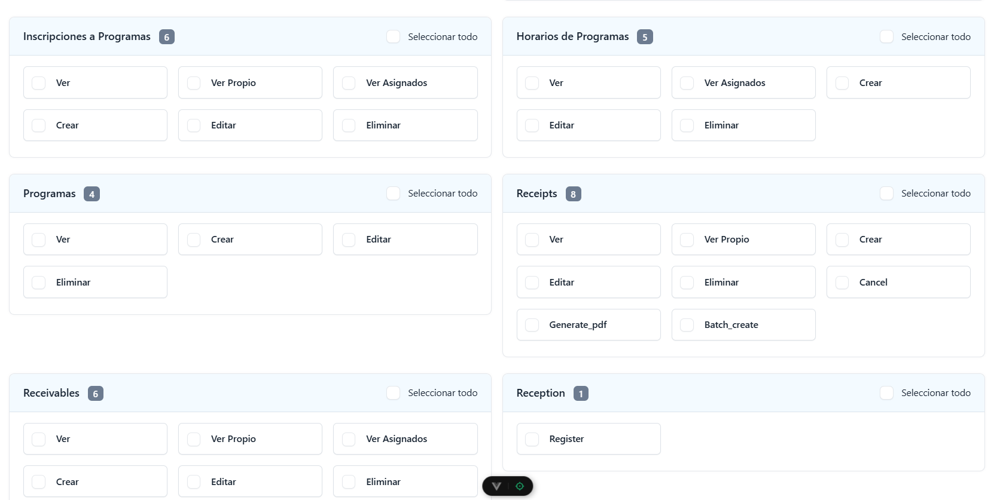 Inscripciones a Programas 6 Seleccionar todo
Ver Ver Propio Ver Asignados
Crear Editar Eliminar
Horarios de Programas 5 Seleccionar todo
Ver Ver Asignados Crear
Editar Eliminar
Programas 4 Seleccionar todo
Ver Crear Editar
Eliminar
Receipts 8 Seleccionar todo
Ver Ver Propio Crear
Editar Eliminar Cancel
Generate_pdf Batch_create
Receivables 6 Seleccionar todo
Ver Ver Propio Ver Asignados
Crear Editar Eliminar
Reception 1 Seleccionar todo
Register